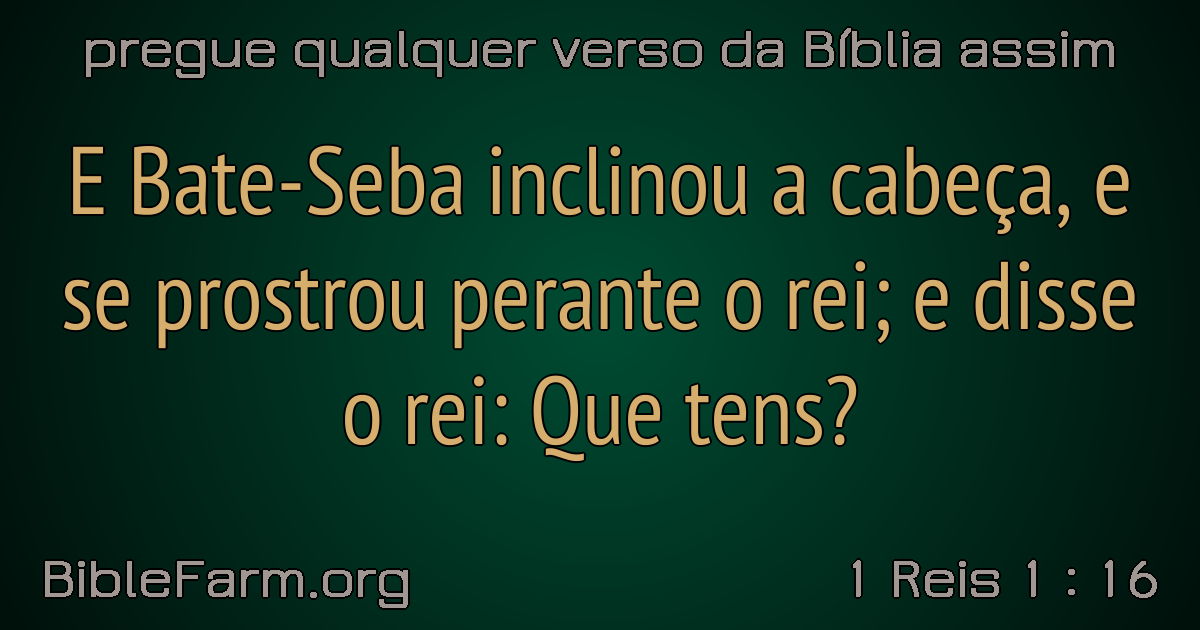 pregue qualquer verso da Bíblia assim
E Bate-Seba inclinou a cabeça, e
se prostrou perante o rei; e disse
o rei: Que tens?
BibleFarm.org
1 Reis 1 : 16